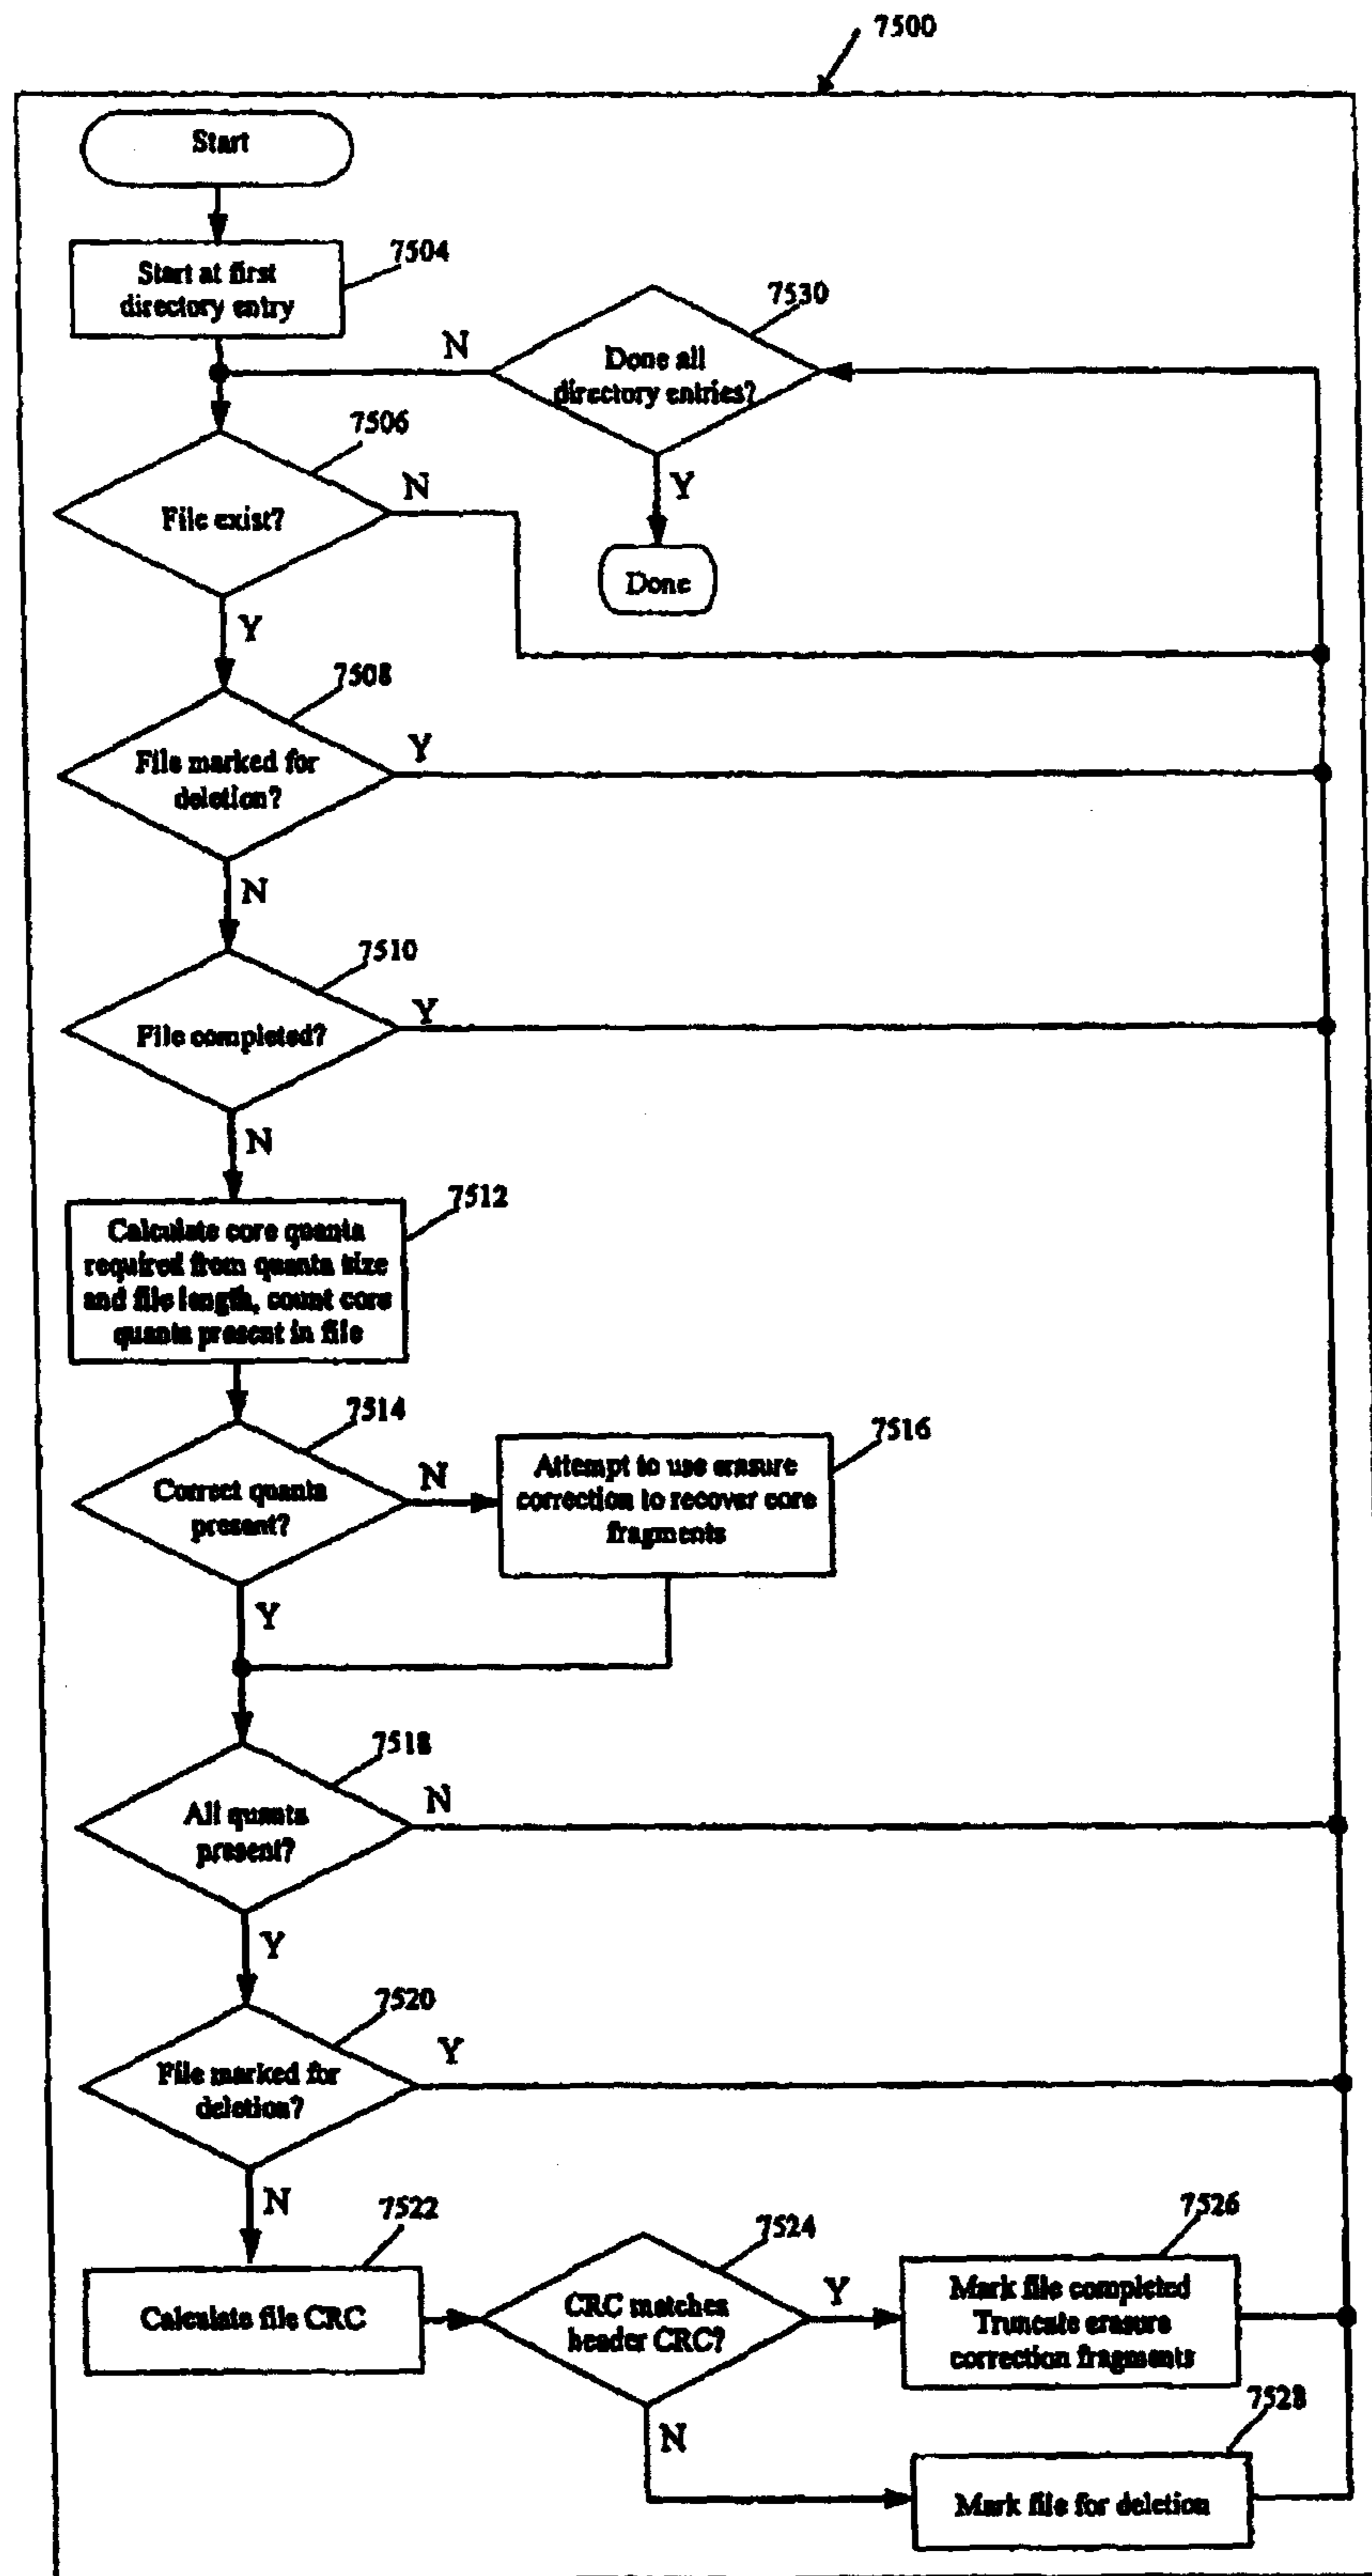 7500
Start
Start at first
directory entry
7504
Done all
directory entries?
7530
N
Y
Done
File exist?
7506
N
Y
File marked for
deletion?
7508
Y
N
File completed?
7510
Y
N
Calculate core quanta
required from quanta size
and file length, count core
quanta present in file
7512
Correct quanta
present?
7514
N
Y
Attempt to use erasure
correction to recover core
fragments
7516
All quanta
present?
7518
N
Y
File marked for
deletion?
7520
Y
N
Calculate file CRC
7522
CRC matches
header CRC?
7524
Y
N
Mark file completed
Truncate erasure
correction fragments
7526
Mark file for deletion
7528